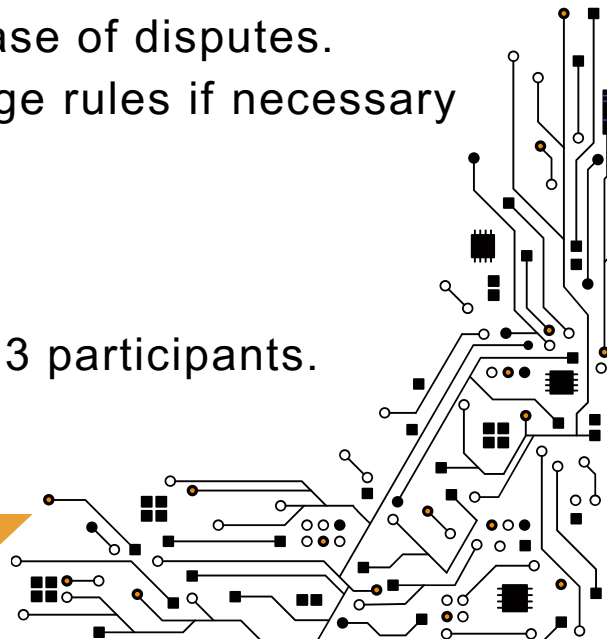 ase of disputes.
ge rules if necessary
3 participants.